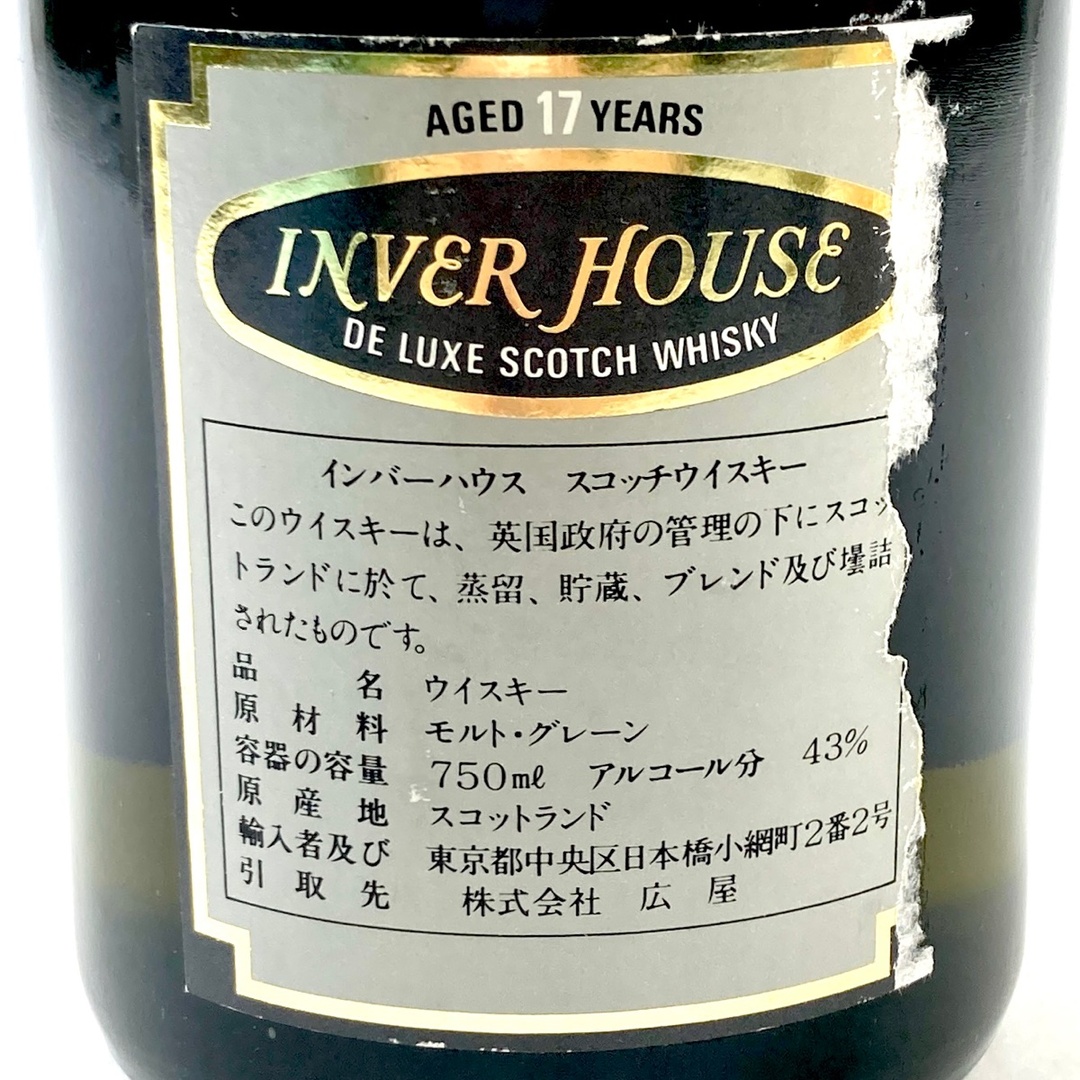 AGED 17 YEARS
INVER HOUSE
DE LUXE SCOTCH WHISKY
インバーハウス スコッチウイスキー
このウイスキーは、英国政府の管理の下にスコッ
トランドに於て、蒸留、貯蔵、ブレンド及び壜詰
されたものです。
品名 ウイスキー
原材料 モルト・グレーン
容器の容量 750mℓ アルコール分 43%
原産地 スコットランド
輸入者及び 東京都中央区日本橋小網町2番2号
引取先 株式会社 広屋